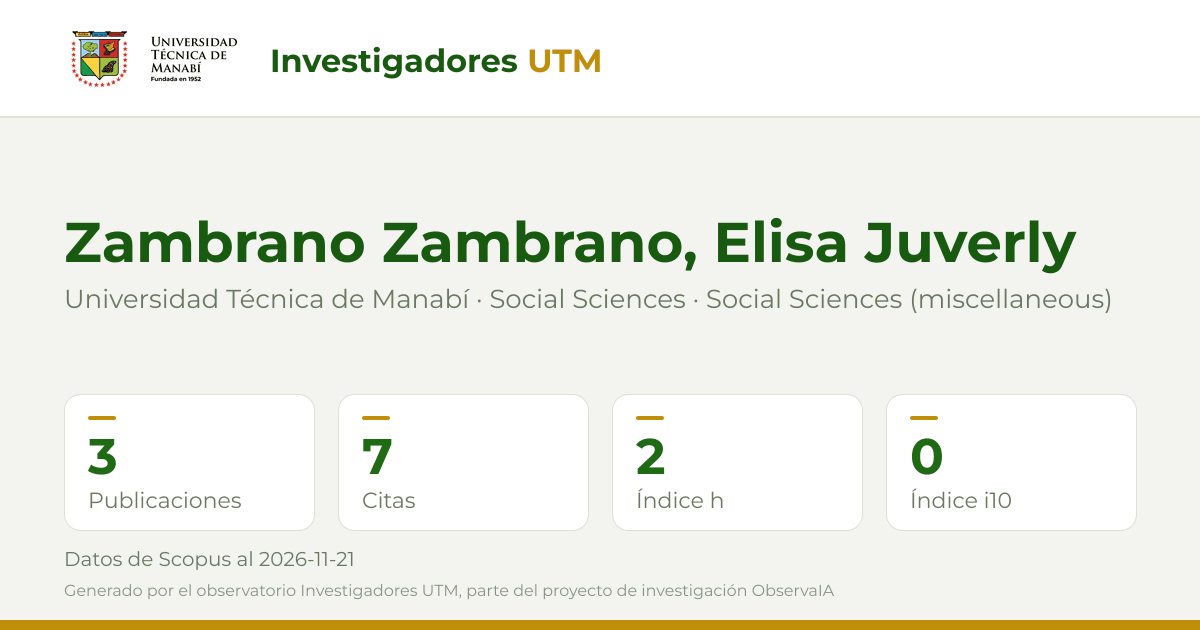 UNIVERSIDAD
TÉCNICA DE
MANABÍ
Fundada en 1952
Investigadores UTM
Zambrano Zambrano, Elisa Juverly
Universidad Técnica de Manabí · Social Sciences · Social Sciences (miscellaneous)
3
Publicaciones
7
Citas
2
Índice h
0
Índice i10
Datos de Scopus al 2026-11-21
Generado por el observatorio Investigadores UTM, parte del proyecto de investigación ObservaIA